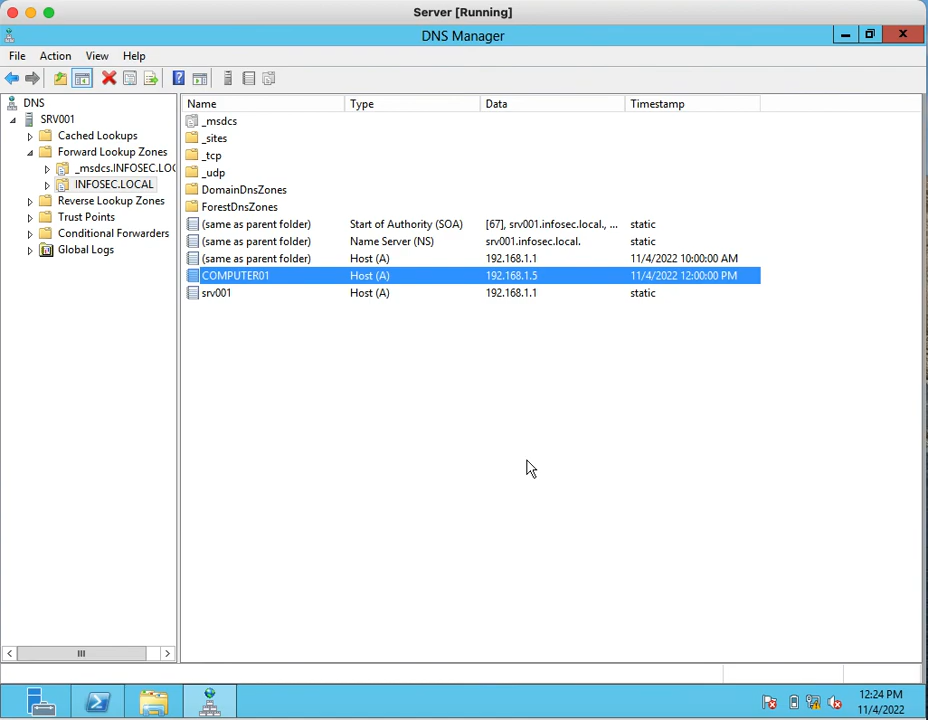 Server [Running]
DNS Manager
File Action View Help
DNS
SRV001
Cached Lookups
Forward Lookup Zones
_msdcs.INFOSEC.LOC
INFOSEC.LOCAL
Reverse Lookup Zones
Trust Points
Conditional Forwarders
Global Logs
Name Type Data Timestamp
_msdcs
_sites
_tcp
_udp
DomainDnsZones
ForestDnsZones
(same as parent folder) Start of Authority (SOA) [67], srv001.infosec.local., ... static
(same as parent folder) Name Server (NS) srv001.infosec.local. static
(same as parent folder) Host (A) 192.168.1.1 11/4/2022 10:00:00 AM
COMPUTER01 Host (A) 192.168.1.5 11/4/2022 12:00:00 PM
srv001 Host (A) 192.168.1.1 static
12:24 PM
11/4/2022